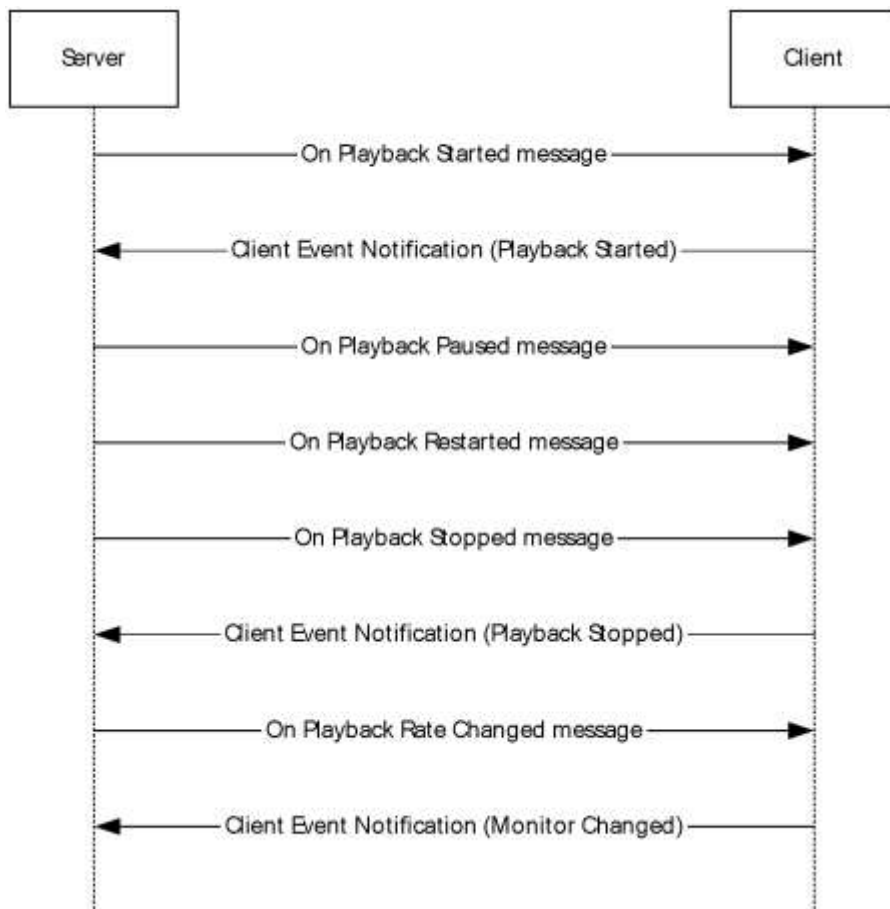 Server
Client
On Playback Started message
Client Event Notification (Playback Started)
On Playback Paused message
On Playback Restarted message
On Playback Stopped message
Client Event Notification (Playback Stopped)
On Playback Rate Changed message
Client Event Notification (Monitor Changed)